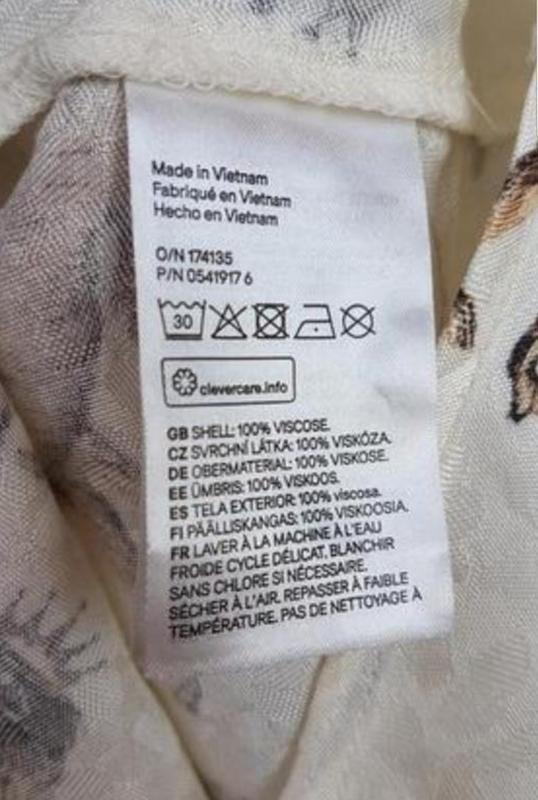 Made in Vietnam
Fabriqué en Vietnam
Hecho en Vietnam
O/N 174135
P/N 0541917 6
30
clevercare.info
GB SHELL: 100% VISCOSE.
CZ SVRCHNÍ LÁTKA: 100% VISKÓZA.
DE OBERMATERIAL: 100% VISKOSE.
EE ÜMBRIS: 100% VISKOOS.
ES TELA EXTERIOR: 100% viscosa.
FI PÄÄLLISKANGAS: 100% VISKOOSIA.
FR LAVER À LA MACHINE À L'EAU
FROIDE CYCLE DÉLICAT. BLANCHIR
SANS CHLORE SI NÉCESSAIRE.
SÉCHER À L'AIR. REPASSER À FAIBLE
TEMPÉRATURE. PAS DE NETTOYAGE À